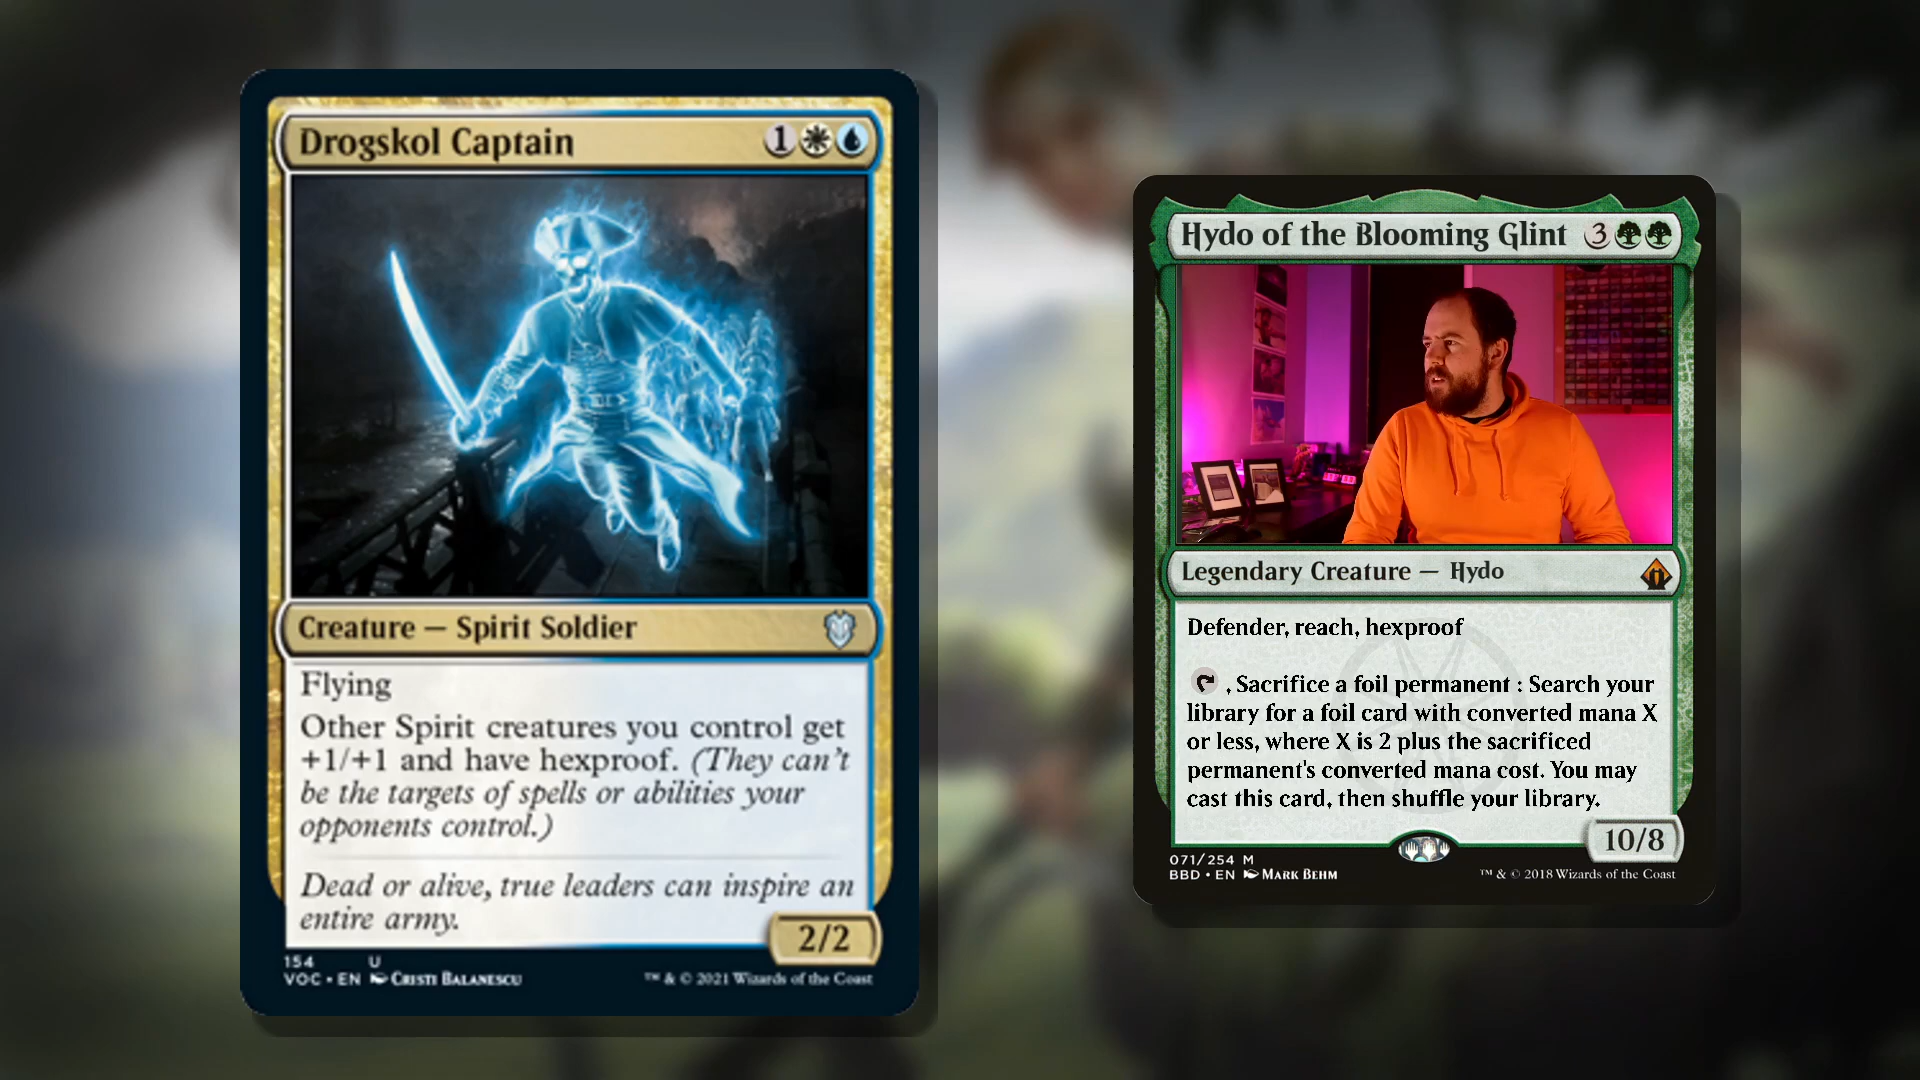 Drogskol Captain 1
Creature — Spirit Soldier
Flying
Other Spirit creatures you control get
+1/+1 and have hexproof. (They can't
be the targets of spells or abilities your
opponents control.)
Dead or alive, true leaders can inspire an
entire army.
2/2
154 U
VOC • EN Cristi Balanescu ™ & © 2021 Wizards of the Coast
Hydo of the Blooming Glint 3
Legendary Creature — Hydo
Defender, reach, hexproof
, Sacrifice a foil permanent : Search your
library for a foil card with converted mana X
or less, where X is 2 plus the sacrificed
permanent's converted mana cost. You may
cast this card, then shuffle your library.
10/8
071/254 M
BBD • EN Mark Behm ™ & © 2018 Wizards of the Coast